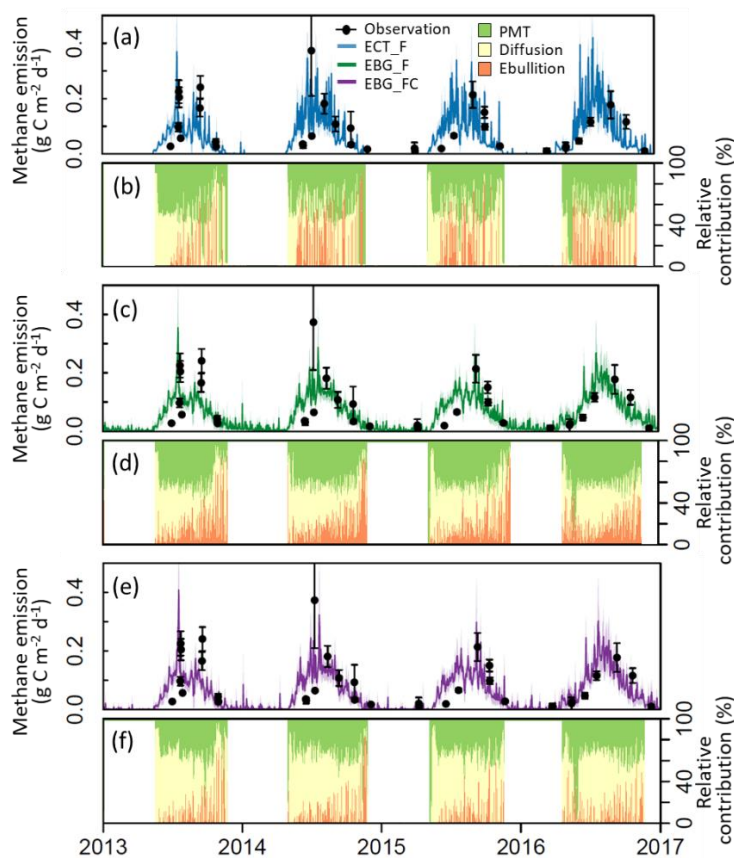 (a)
Observation
ECT_F
EBG_F
EBG_FC
PMT
Diffusion
Ebullition
Methane emission
(g C m⁻² d⁻¹)
0.4
0.2
0.0
(b)
100
40
0
Relative
contribution (%)
(c)
Methane emission
(g C m⁻² d⁻¹)
0.4
0.2
0.0
(d)
100
40
0
Relative
contribution (%)
(e)
Methane emission
(g C m⁻² d⁻¹)
0.4
0.2
0.0
(f)
100
40
0
Relative
contribution (%)
2013 2014 2015 2016 2017